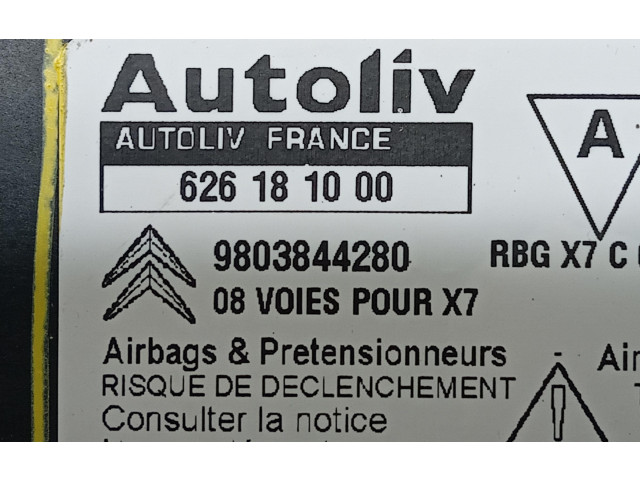 Autoliv
AUTOLIV FRANCE
626 18 10 00
A
9803844280
RBG X7 C
08 VOIES POUR X7
Airbags & Pretensionneurs
RISQUE DE DECLENCHEMENT
Consulter la notice